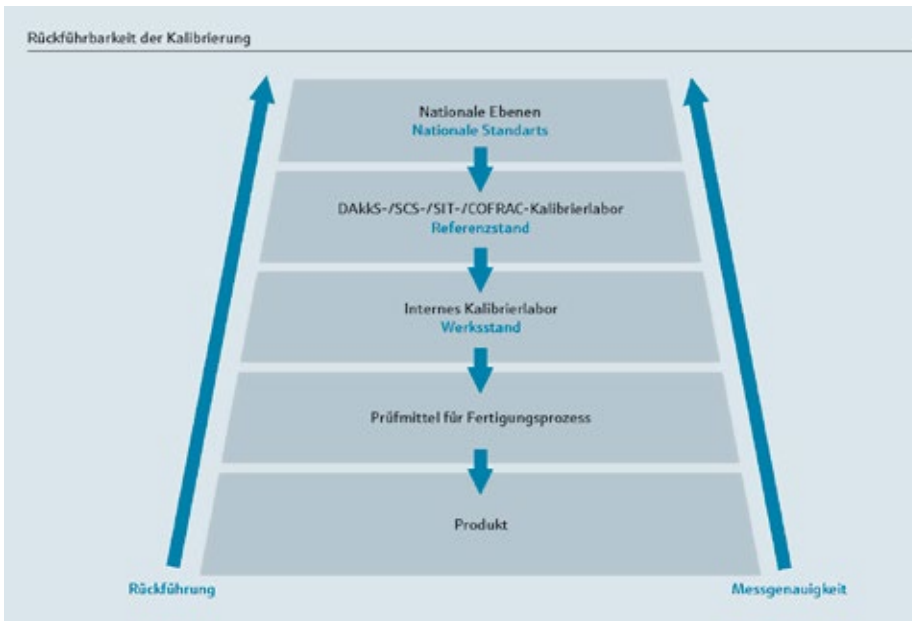 Rückführbarkeit der Kalibrierung
Nationale Ebenen
Nationale Standarts
DAkkS-/SCS-/SIT-/COFRAC-Kalibrierlabor
Referenzstand
Internes Kalibrierlabor
Werksstand
Prüfmittel für Fertigungsprozess
Produkt
Rückführung
Messgenauigkeit